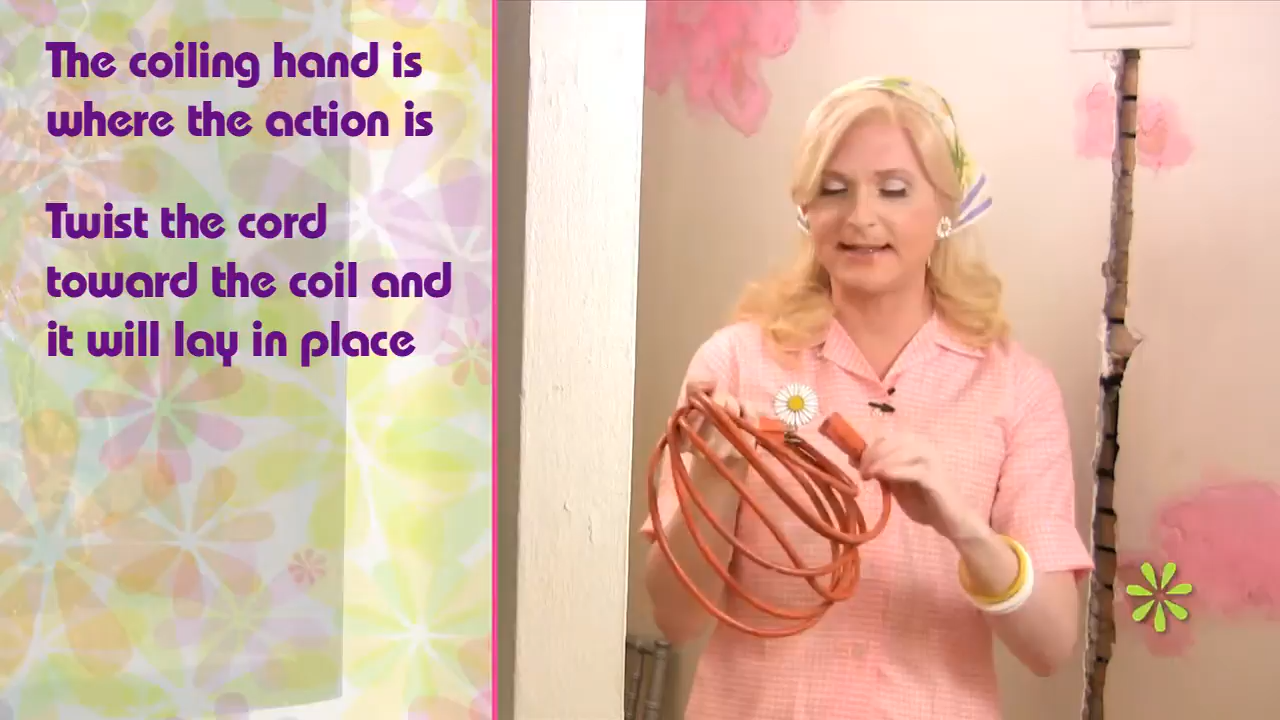 The coiling hand is
where the action is
Twist the cord
toward the coil and
it will lay in place